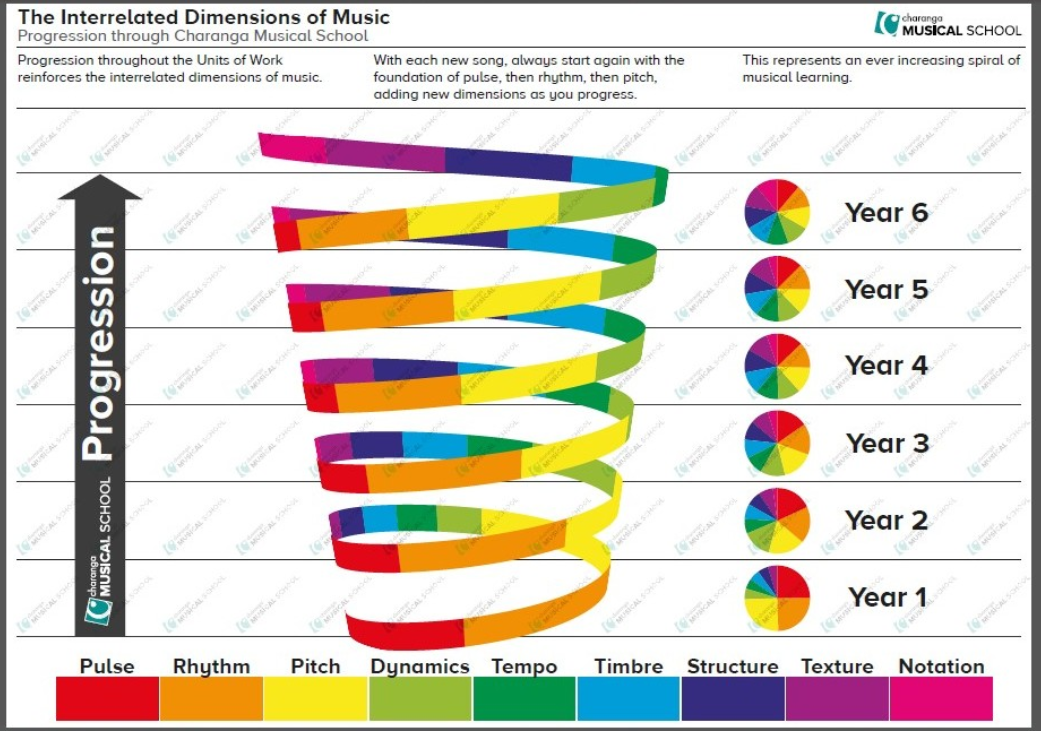 The Interrelated Dimensions of Music
Progression through Charanga Musical School
charanga
MUSICAL SCHOOL
Progression throughout the Units of Work
reinforces the interrelated dimensions of music.
With each new song, always start again with the
foundation of pulse, then rhythm, then pitch,
adding new dimensions as you progress.
This represents an ever increasing spiral of
musical learning.
Progression
charanga
MUSICAL SCHOOL
Year 6
Year 5
Year 4
Year 3
Year 2
Year 1
Pulse
Rhythm
Pitch
Dynamics
Tempo
Timbre
Structure
Texture
Notation